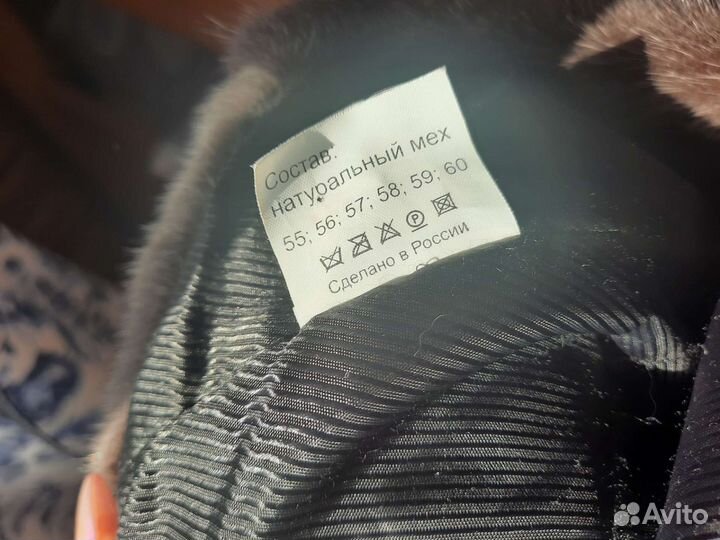 Состав:
натуральный мех
55; 56; 57; 58; 59; 60
P
Сделано в России
Avito